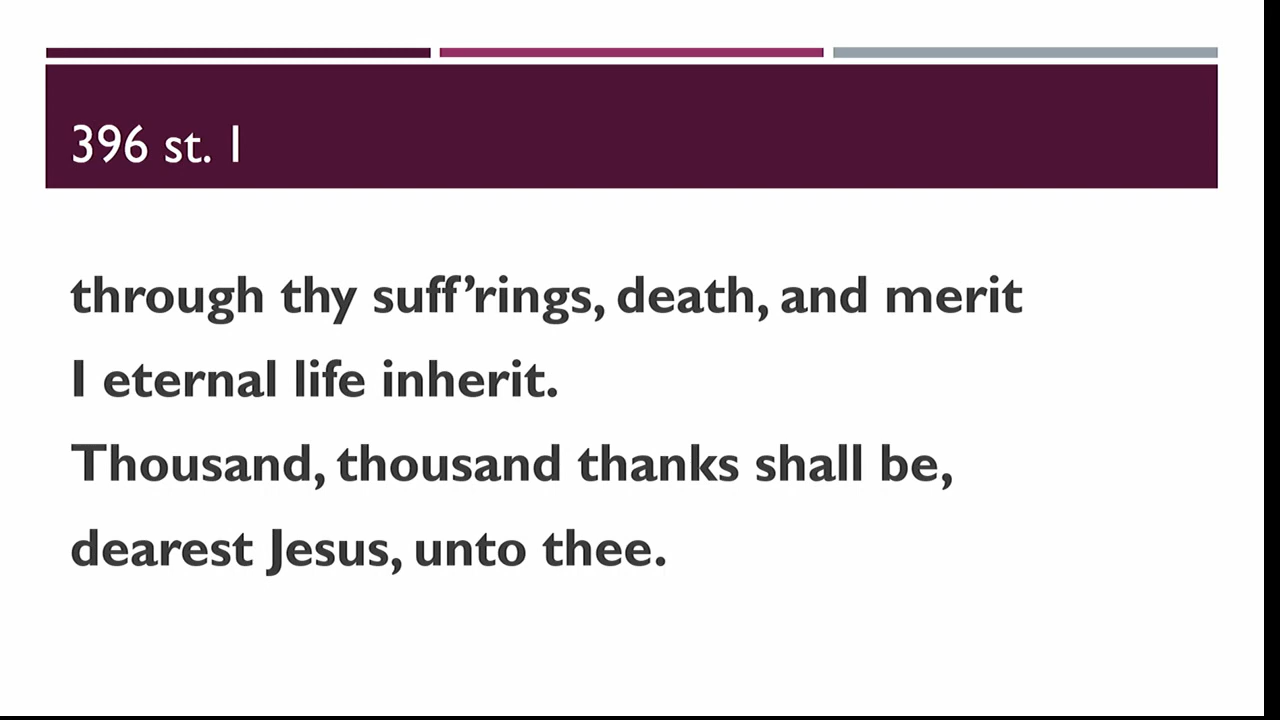 396 st. 1
through thy suff’rings, death, and merit
I eternal life inherit.
Thousand, thousand thanks shall be,
dearest Jesus, unto thee.